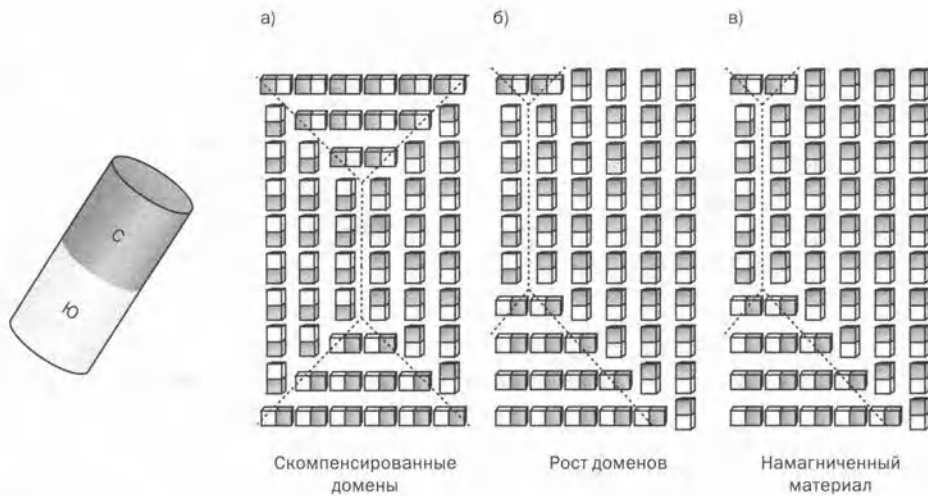 а)
б)
в)
С
Ю
Скомпенсированные
домены
Рост доменов
Намагниченный
материал